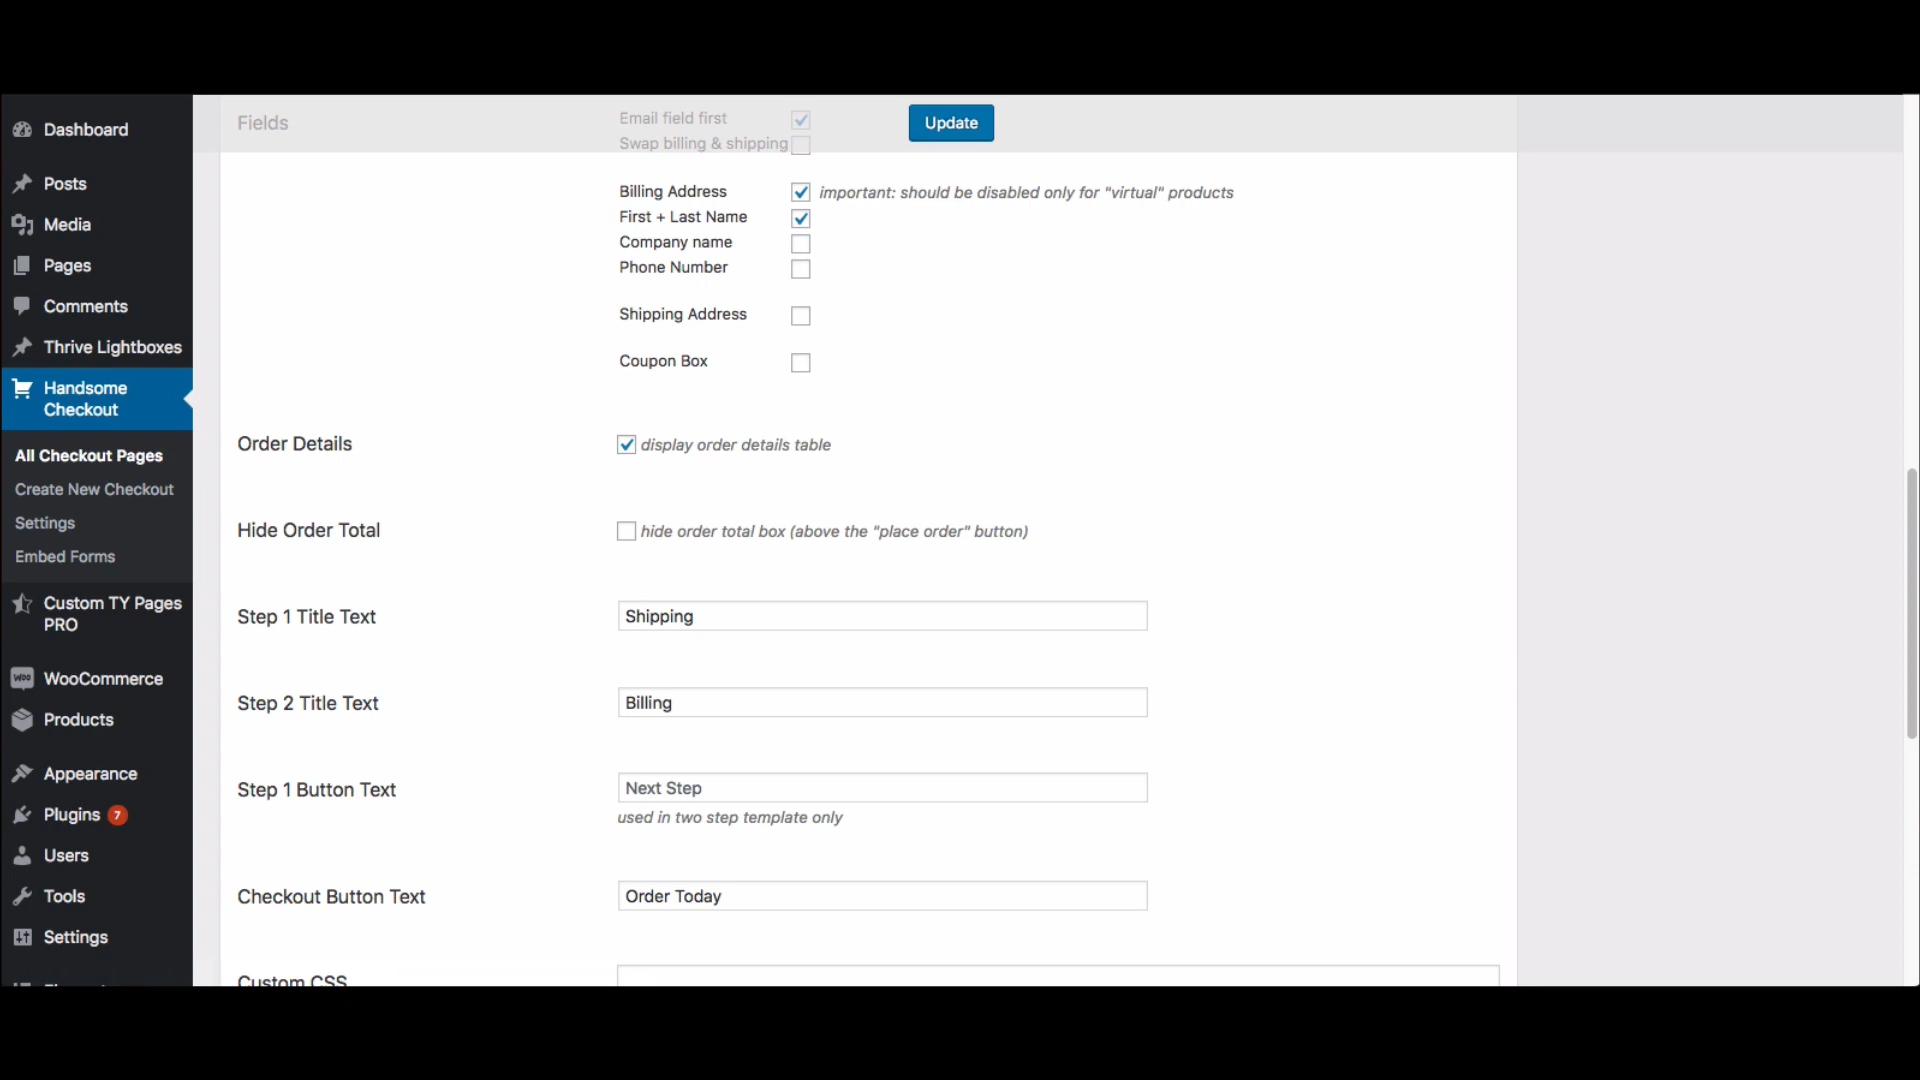 Dashboard
Posts
Media
Pages
Comments
Thrive Lightboxes
Handsome
Checkout
All Checkout Pages
Create New Checkout
Settings
Embed Forms
Custom TY Pages
PRO
WooCommerce
Products
Appearance
Plugins 7
Users
Tools
Settings
Fields
Email field first
Update
Swap billing & shipping
Billing Address important: should be disabled only for "virtual" products
First + Last Name
Company name
Phone Number
Shipping Address
Coupon Box
Order Details display order details table
Hide Order Total hide order total box (above the "place order" button)
Step 1 Title Text Shipping
Step 2 Title Text Billing
Step 1 Button Text Next Step
used in two step template only
Checkout Button Text Order Today
Custom CSS